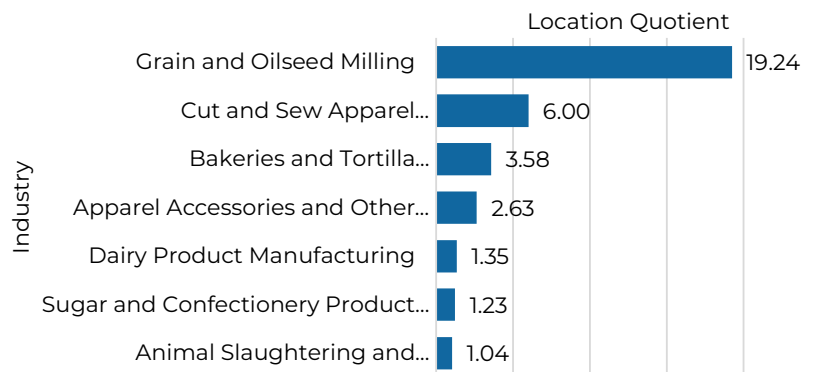 Location Quotient
Industry
Grain and Oilseed Milling 19.24
Cut and Sew Apparel... 6.00
Bakeries and Tortilla... 3.58
Apparel Accessories and Other... 2.63
Dairy Product Manufacturing 1.35
Sugar and Confectionery Product... 1.23
Animal Slaughtering and... 1.04